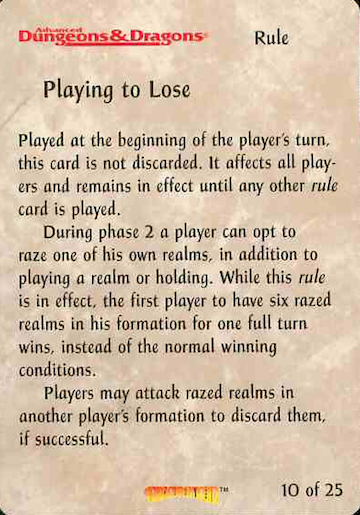 Advanced
Dungeons&Dragons® Rule
Playing to Lose
Played at the beginning of the player's turn,
this card is not discarded. It affects all play-
ers and remains in effect until any other rule
card is played.
During phase 2 a player can opt to
raze one of his own realms, in addition to
playing a realm or holding. While this rule
is in effect, the first player to have six razed
realms in his formation for one full turn
wins, instead of the normal winning
conditions.
Players may attack razed realms in
another player's formation to discard them,
if successful.
™ 10 of 25